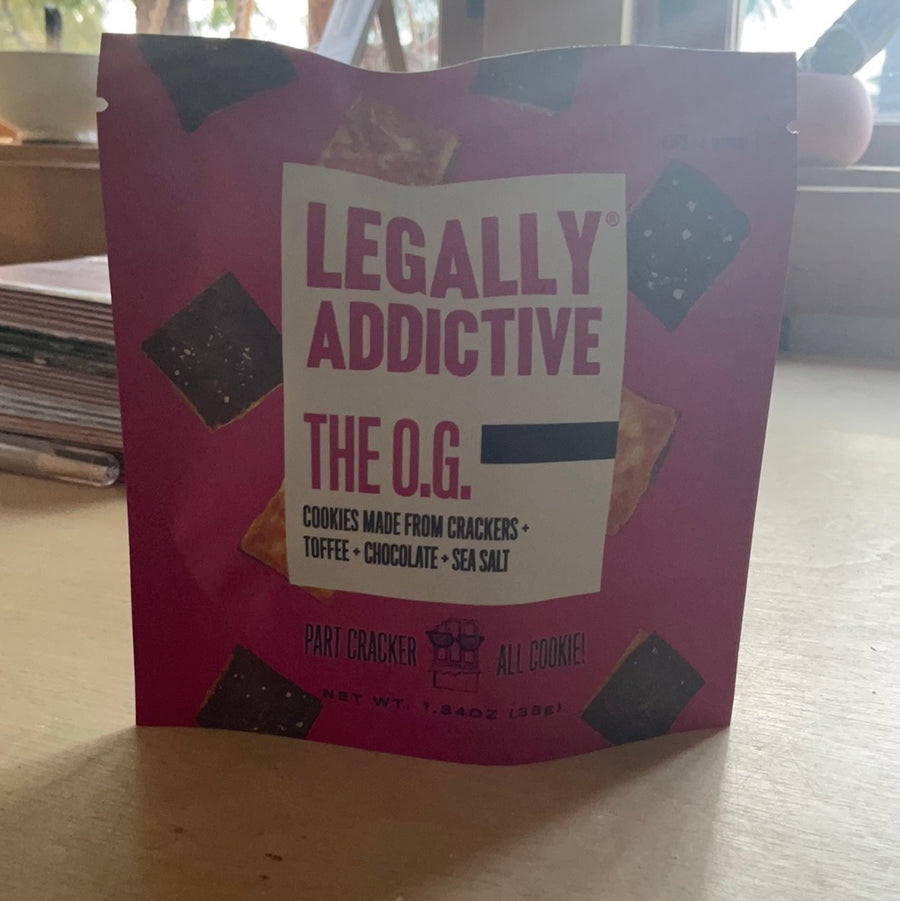 LEGALLY®
ADDICTIVE
THE O.G.
COOKIES MADE FROM CRACKERS +
TOFFEE + CHOCOLATE + SEA SALT
PART CRACKER ALL COOKIE!
NET WT. 1.34OZ (38g)